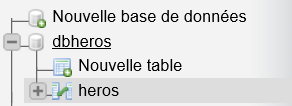 Nouvelle base de données
dbheros
Nouvelle table
heros